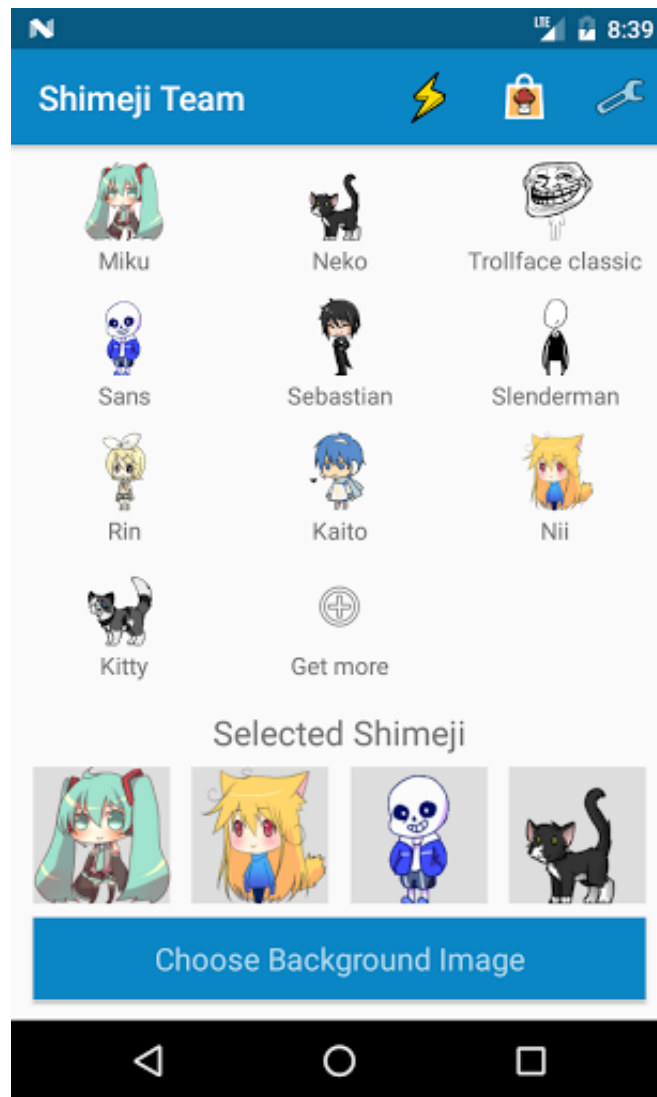 LTE 8:39
Shimeji Team
Miku Neko Trollface classic
Sans Sebastian Slenderman
Rin Kaito Nii
Kitty Get more
Selected Shimeji
Choose Background Image